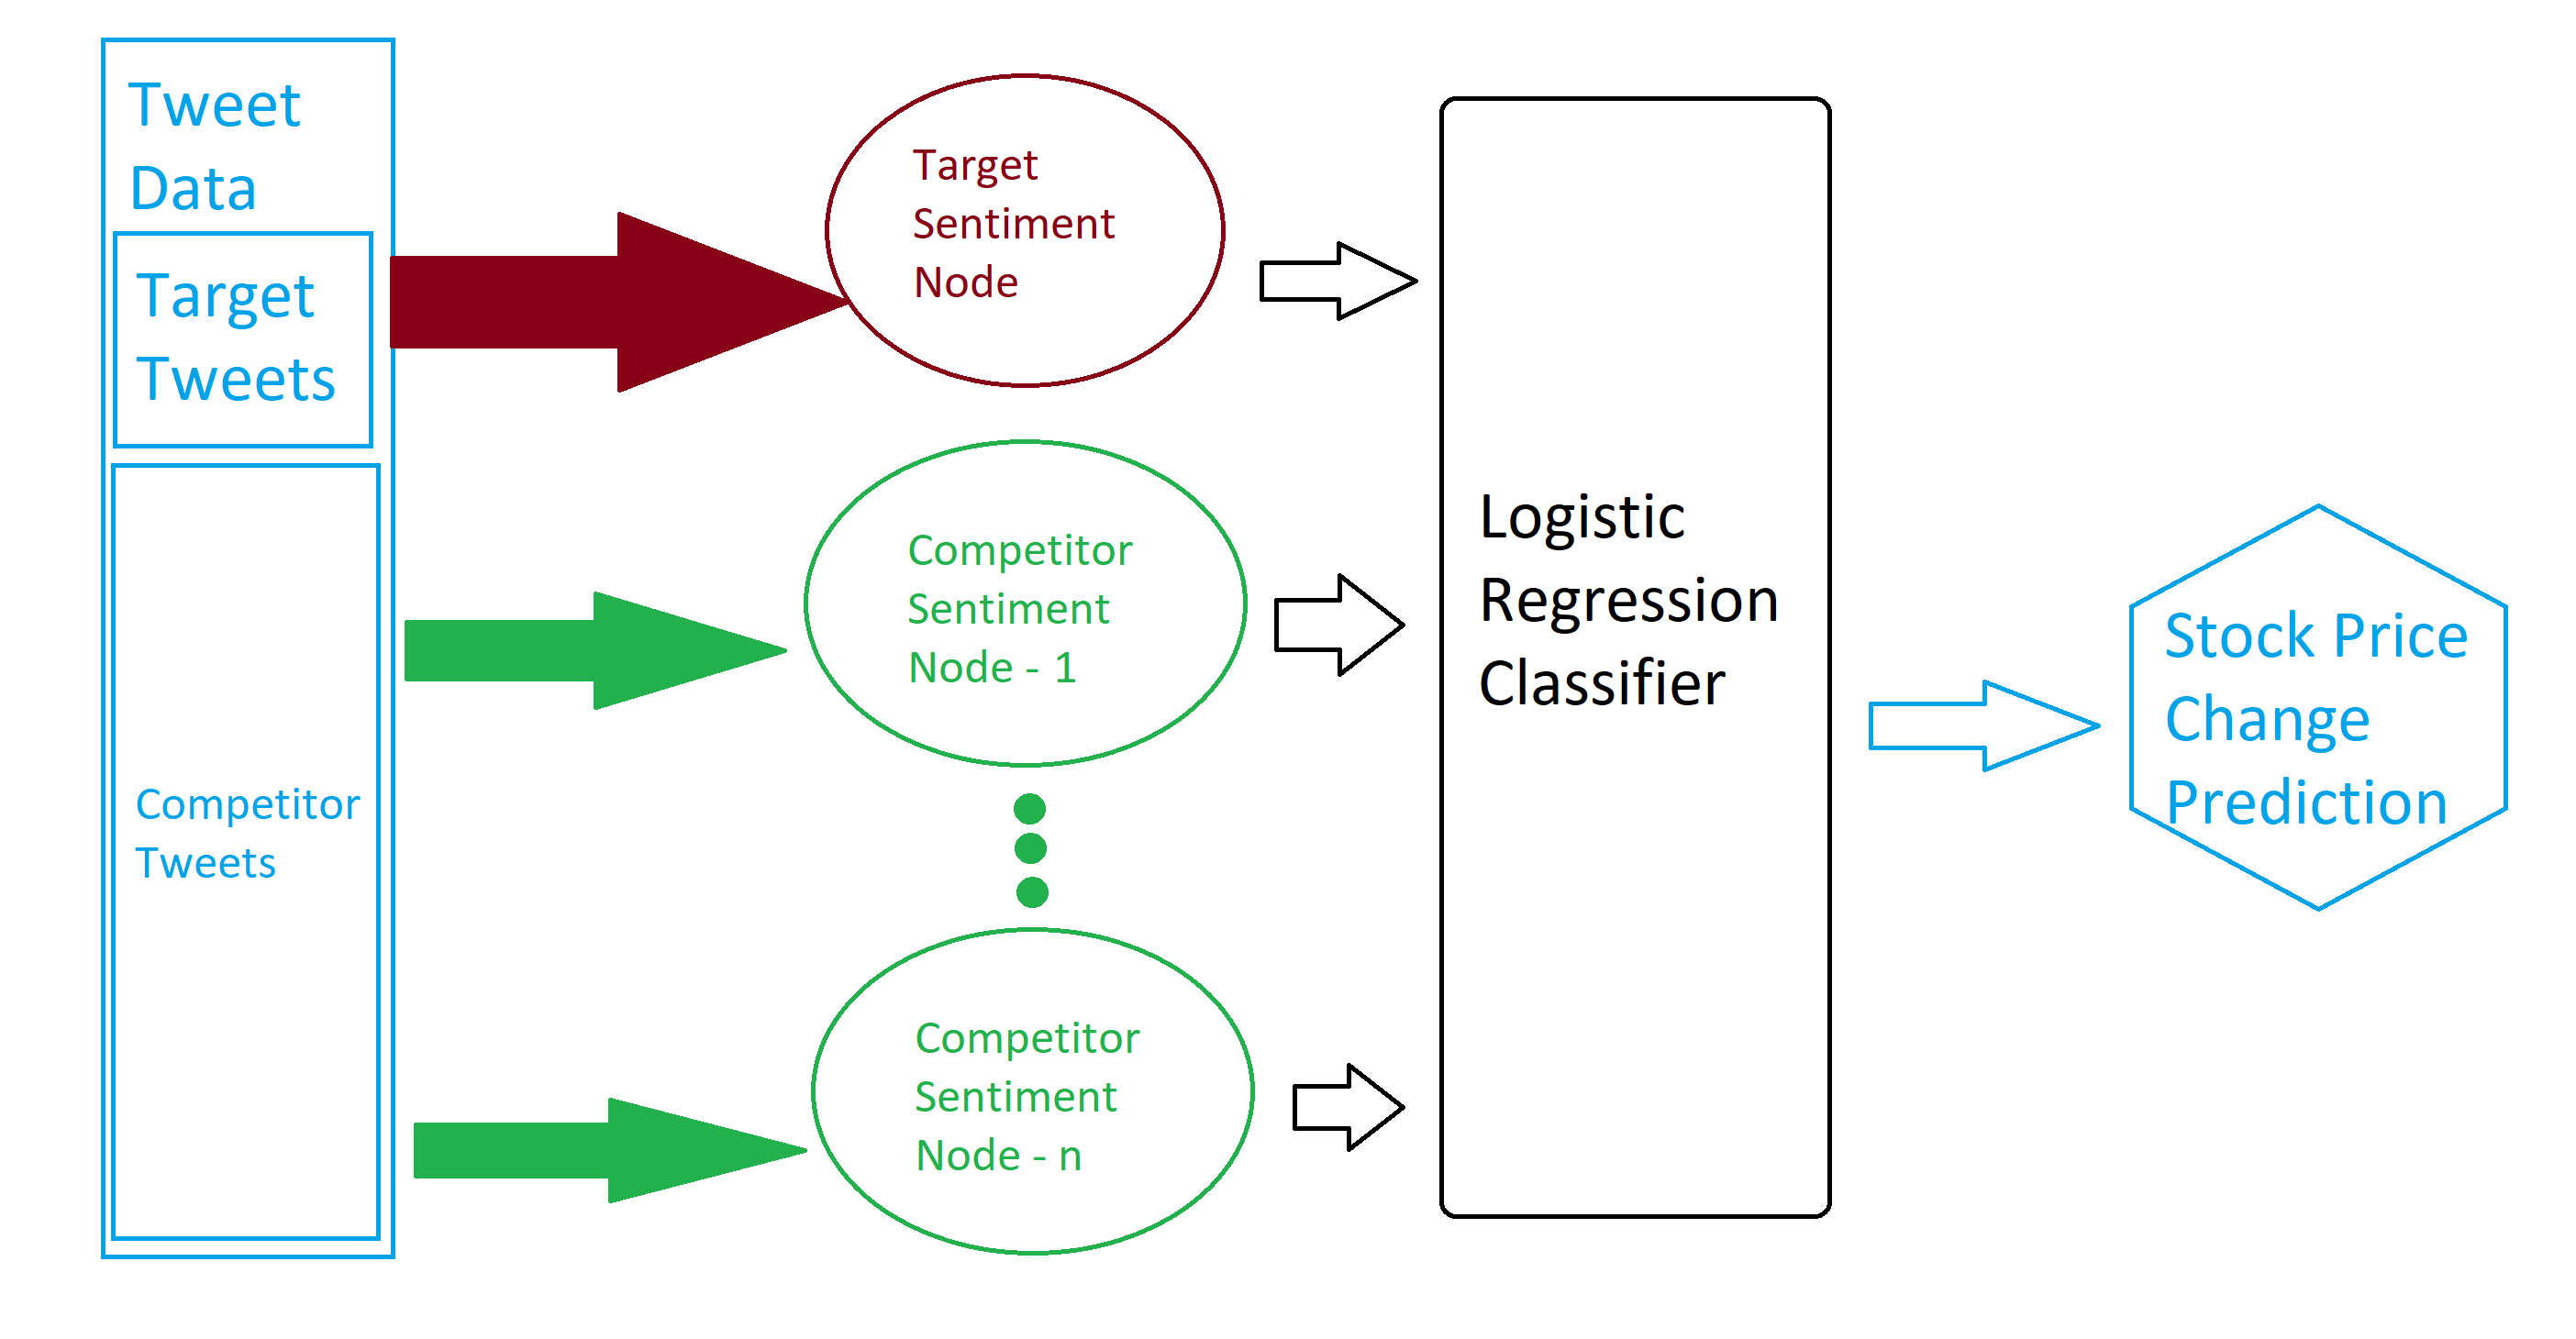 Tweet
Data
Target
Tweets
Competitor
Tweets
Target
Sentiment
Node
Competitor
Sentiment
Node - 1
Competitor
Sentiment
Node - n
Logistic
Regression
Classifier
Stock Price
Change
Prediction